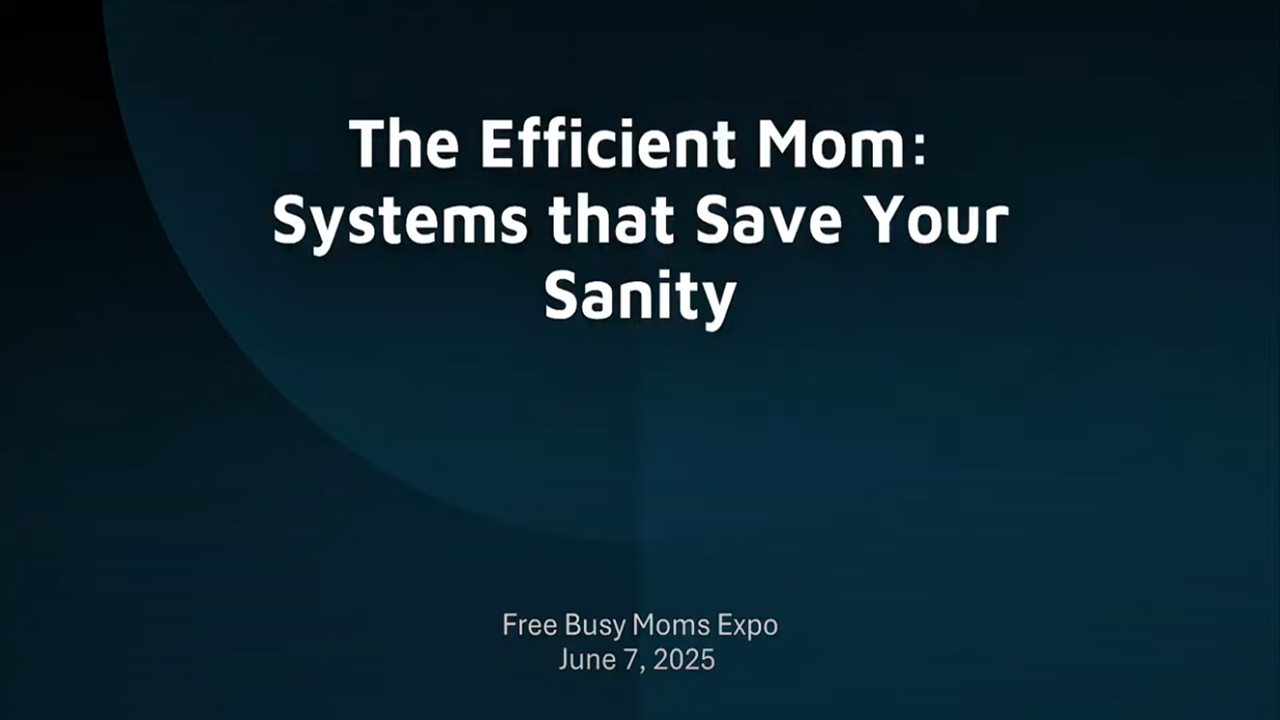 The Efficient Mom:
Systems that Save Your
Sanity
Free Busy Moms Expo
June 7, 2025